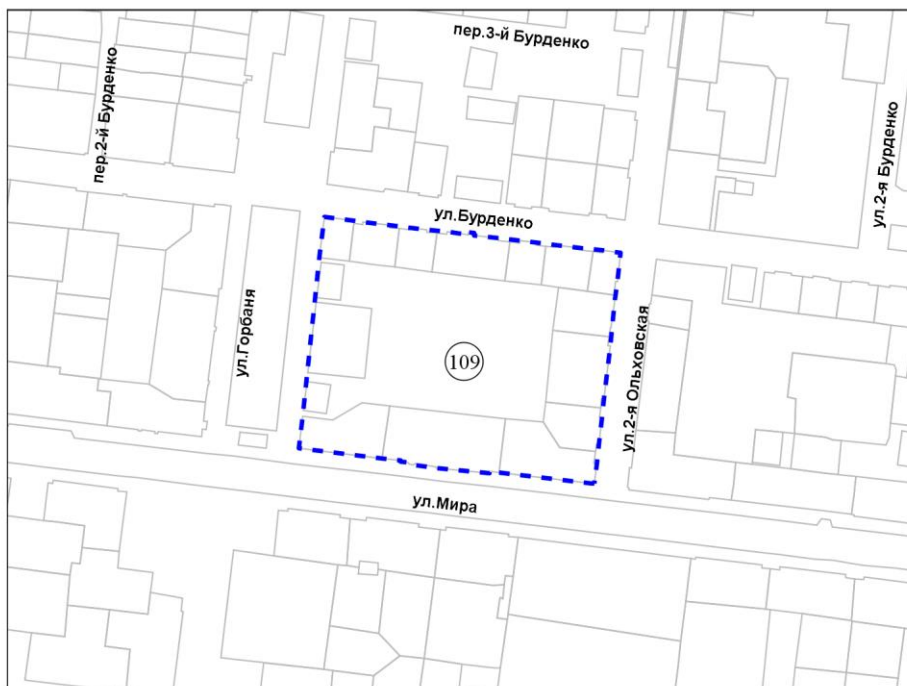 пер.3-й Бурденко
пер.2-й Бурденко
ул.2-я Бурденко
ул.Бурденко
ул.Горбаня
109
ул.2-я Ольховская
ул.Мира